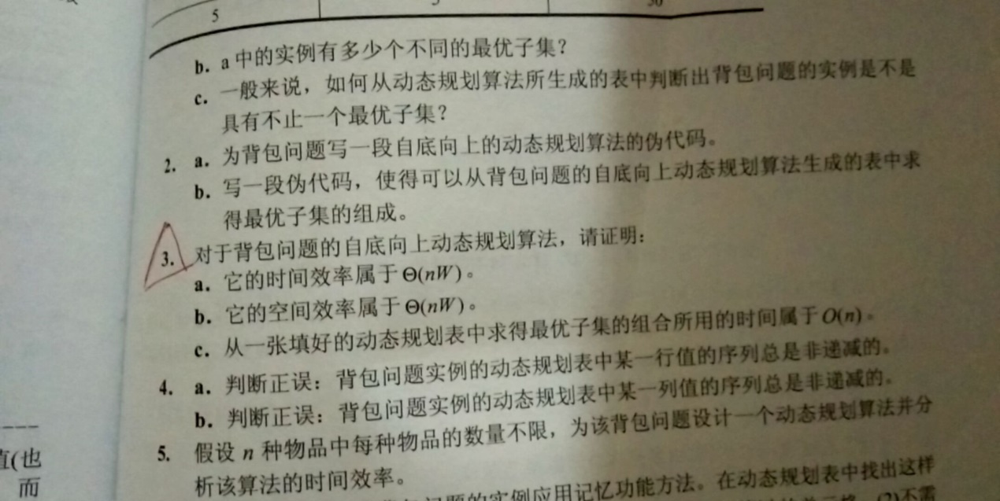 5
b. a 中的实例有多少个不同的最优子集？
c. 一般来说，如何从动态规划算法所生成的表中判断出背包问题的实例是不是
具有不止一个最优子集？
2. a. 为背包问题写一段自底向上的动态规划算法的伪代码。
b. 写一段伪代码，使得可以从背包问题的自底向上动态规划算法生成的表中求
得最优子集的组成。
3. 对于背包问题的自底向上动态规划算法，请证明：
a. 它的时间效率属于 Θ(nW)。
b. 它的空间效率属于 Θ(nW)。
c. 从一张填好的动态规划表中求得最优子集的组合所用的时间属于 O(n)。
4. a. 判断正误：背包问题实例的动态规划表中某一行值的序列总是非递减的。
b. 判断正误：背包问题实例的动态规划表中某一列值的序列总是非递减的。
5. 假设 n 种物品中每种物品的数量不限，为该背包问题设计一个动态规划算法并分
析该算法的时间效率。
问题的实例应用记忆功能方法。在动态规划表中找出这样
(2)不需
值(也
而